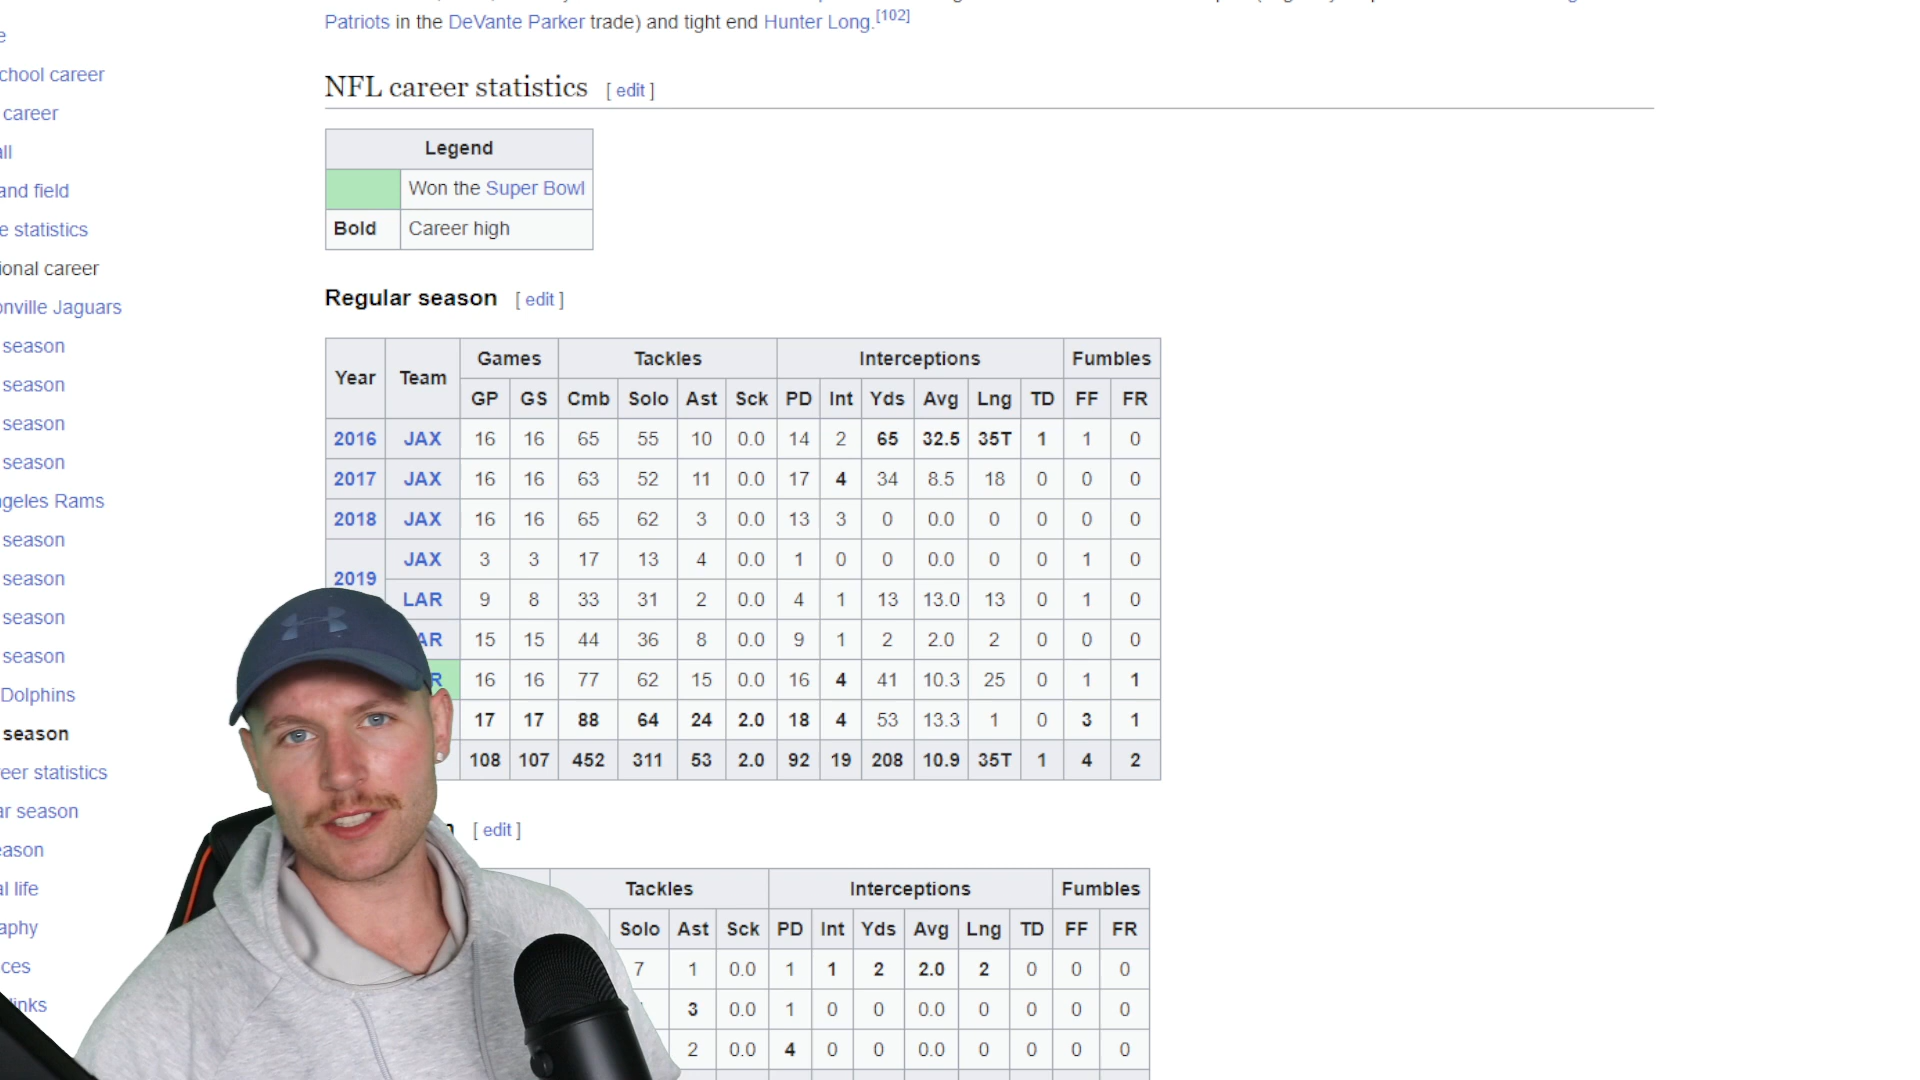 Patriots in the DeVante Parker trade) and tight end Hunter Long.[102]
e
chool career
career
all
and field
e statistics
ional career
onville Jaguars
season
season
season
season
ngeles Rams
season
season
season
season
Dolphins
season
eer statistics
ar season
eason
al life
aphy
ces
links
NFL career statistics [ edit ]
Legend
Won the Super Bowl
Bold Career high
Regular season [ edit ]
Year Team Games Tackles Interceptions Fumbles
GP GS Cmb Solo Ast Sck PD Int Yds Avg Lng TD FF FR
2016 JAX 16 16 65 55 10 0.0 14 2 65 32.5 35T 1 1 0
2017 JAX 16 16 63 52 11 0.0 17 4 34 8.5 18 0 0 0
2018 JAX 16 16 65 62 3 0.0 13 3 0 0.0 0 0 0 0
2019 JAX 3 3 17 13 4 0.0 1 0 0 0.0 0 0 1 0
LAR 9 8 33 31 2 0.0 4 1 13 13.0 13 0 1 0
AR 15 15 44 36 8 0.0 9 1 2 2.0 2 0 0 0
R 16 16 77 62 15 0.0 16 4 41 10.3 25 0 1 1
17 17 88 64 24 2.0 18 4 53 13.3 1 0 3 1
108 107 452 311 53 2.0 92 19 208 10.9 35T 1 4 2
n [ edit ]
Tackles Interceptions Fumbles
Solo Ast Sck PD Int Yds Avg Lng TD FF FR
7 1 0.0 1 1 2 2.0 2 0 0 0
3 0.0 1 0 0 0.0 0 0 0 0
2 0.0 4 0 0 0.0 0 0 0 0